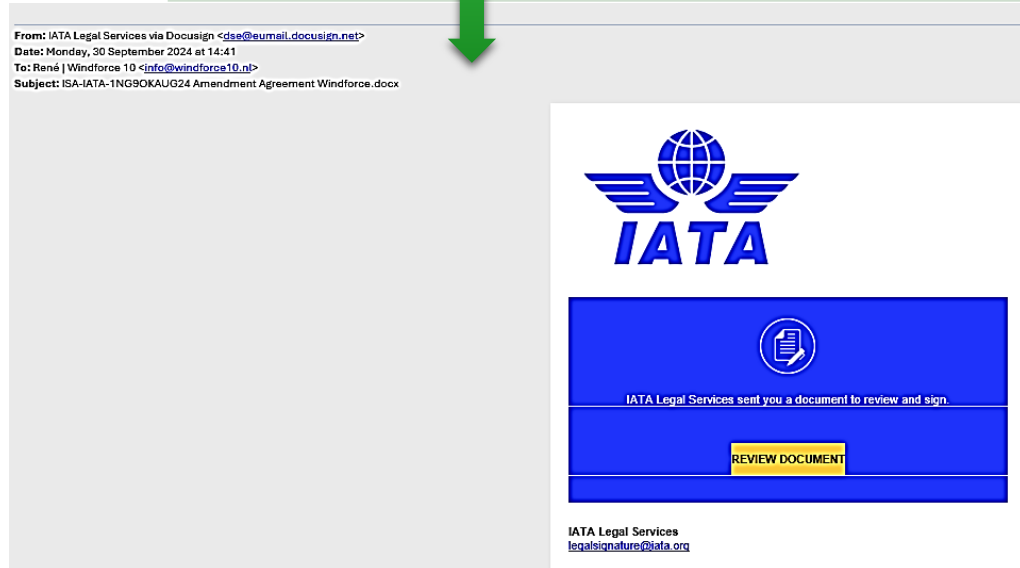 From: IATA Legal Services via Docusign <dse@eumail.docusign.net>
Date: Monday, 30 September 2024 at 14:41
To: René | Windforce 10 <info@windforce10.nl>
Subject: ISA-IATA-1NG9OKAUG24 Amendment Agreement Windforce.docx
IATA
IATA Legal Services sent you a document to review and sign.
REVIEW DOCUMENT
IATA Legal Services
legalsignature@iata.org